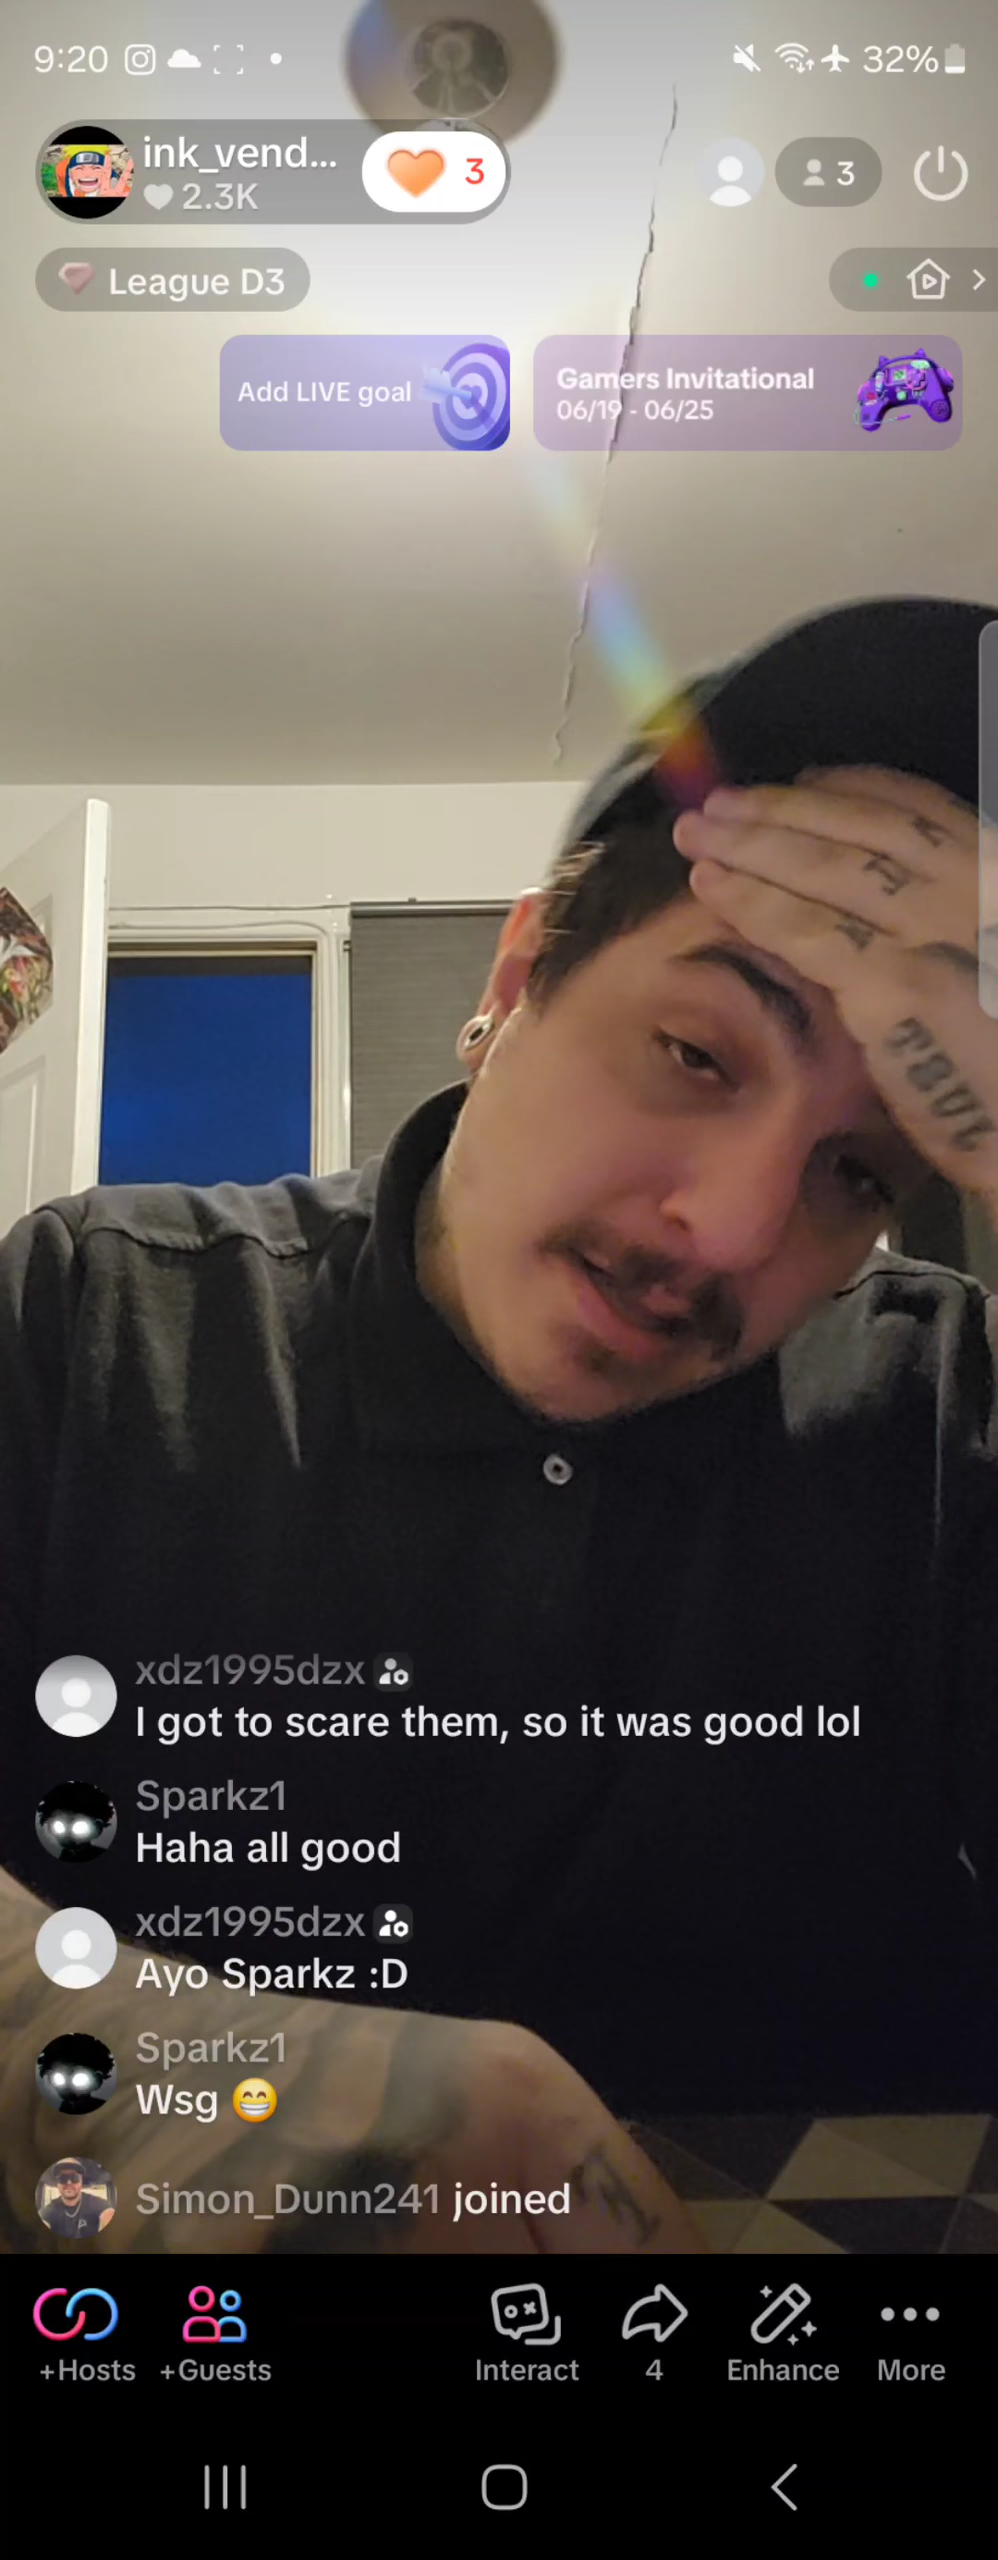 9:20
32%
ink_vend...
2.3K
3
3
League D3
Add LIVE goal
Gamers Invitational
06/19 - 06/25
xdz1995dzx
I got to scare them, so it was good lol
Sparkz1
Haha all good
xdz1995dzx
Ayo Sparkz :D
Sparkz1
Wsg 😁
Simon_Dunn241 joined
+Hosts
+Guests
Interact
4
Enhance
More